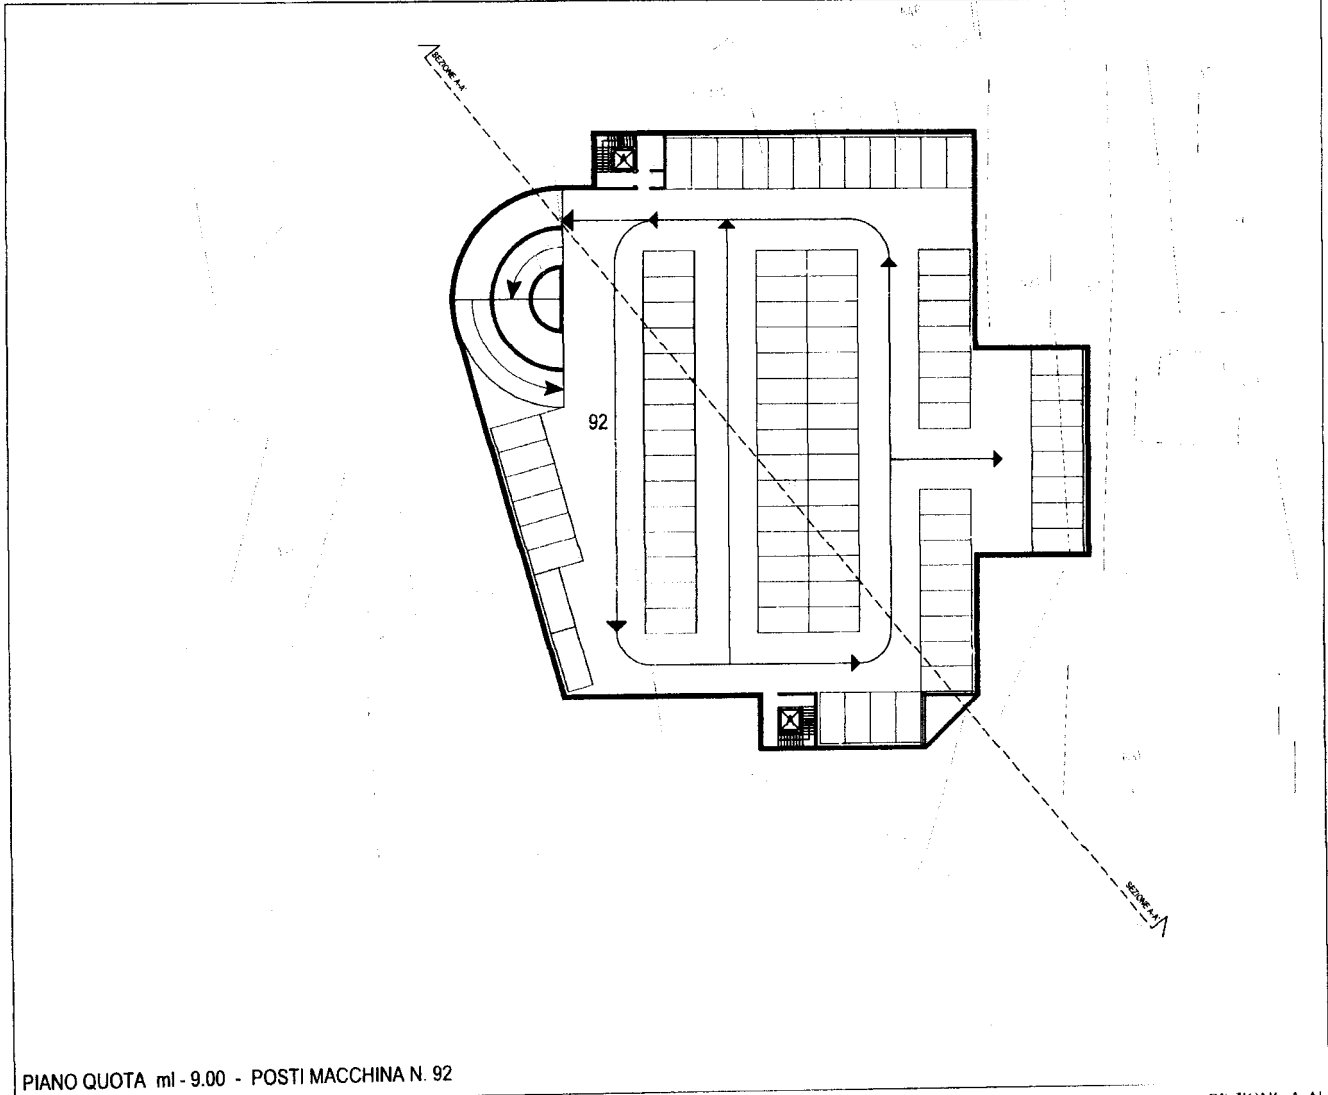 SEZIONE A-A'
92
SEZIONE A-A'
PIANO QUOTA ml - 9.00 - POSTI MACCHINA N. 92